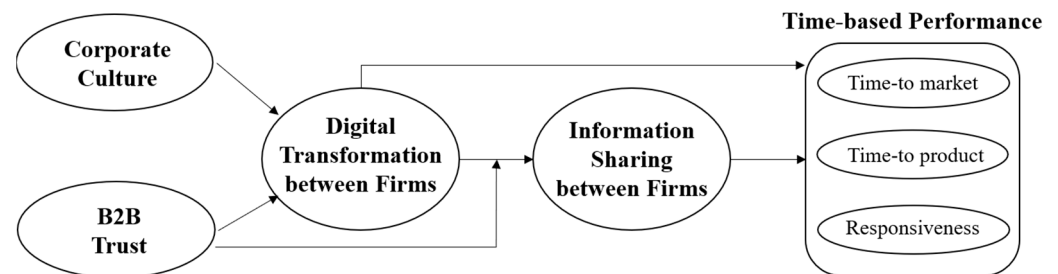 Time-based Performance
Corporate
Culture
Time-to market
Digital
Transformation
between Firms
Information
Sharing
between Firms
Time-to product
B2B
Trust
Responsiveness